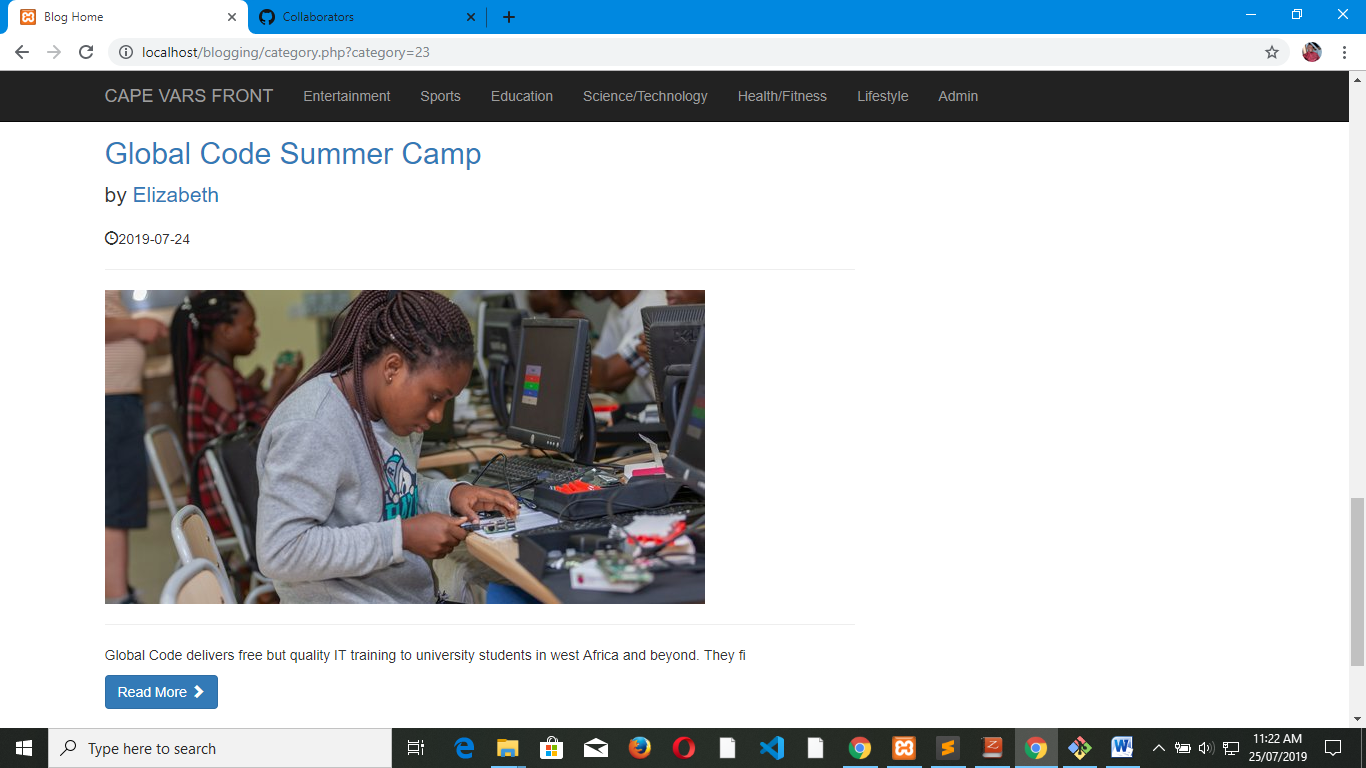 Blog Home
Collaborators
localhost/blogging/category.php?category=23
CAPE VARS FRONT Entertainment Sports Education Science/Technology Health/Fitness Lifestyle Admin
Global Code Summer Camp
by Elizabeth
2019-07-24
Global Code delivers free but quality IT training to university students in west Africa and beyond. They fi
Read More
Type here to search
11:22 AM
25/07/2019